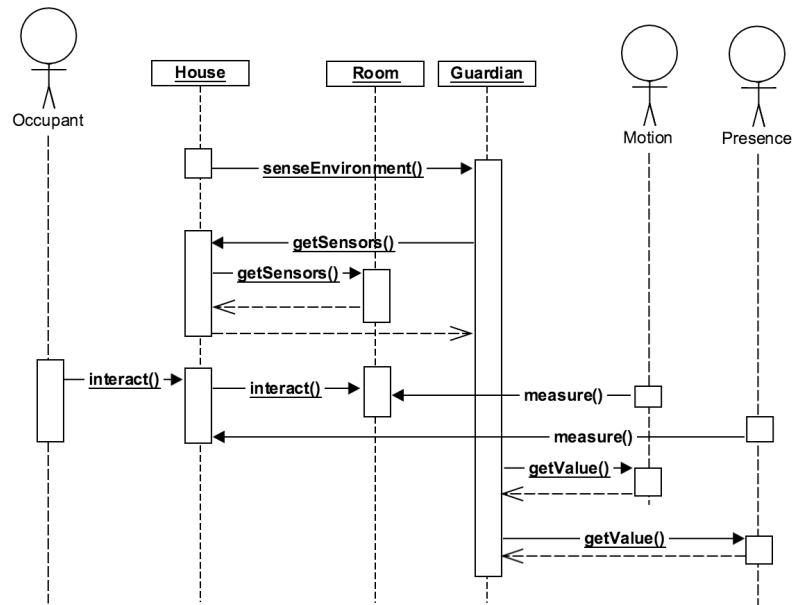 House
Room
Guardian
Occupant
Motion
Presence
senseEnvironment()
getSensors()
getSensors()
interact()
interact()
measure()
measure()
getValue()
getValue()